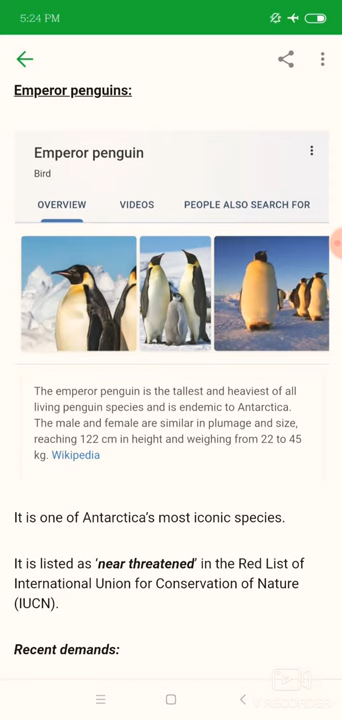 5:24 PM
Emperor penguins:
Emperor penguin
Bird
OVERVIEW VIDEOS PEOPLE ALSO SEARCH FOR
The emperor penguin is the tallest and heaviest of all
living penguin species and is endemic to Antarctica.
The male and female are similar in plumage and size,
reaching 122 cm in height and weighing from 22 to 45
kg. Wikipedia
It is one of Antarctica's most iconic species.
It is listed as 'near threatened' in the Red List of
International Union for Conservation of Nature
(IUCN).
Recent demands:
V RECORDER